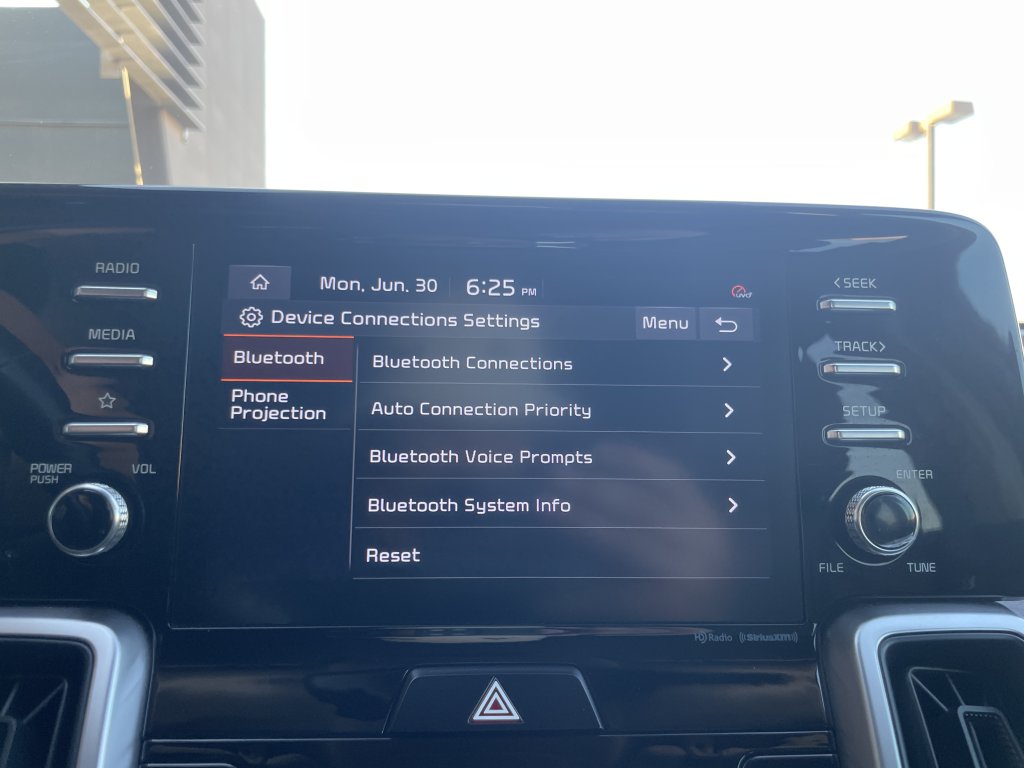 RADIO
MEDIA
POWER
PUSH
VOL
Mon, Jun. 30 6:25 PM
UVO
Device Connections Settings
Menu
Bluetooth
Phone
Projection
Bluetooth Connections
Auto Connection Priority
Bluetooth Voice Prompts
Bluetooth System Info
Reset
< SEEK
TRACK >
SETUP
ENTER
FILE
TUNE
HD Radio
((SiriusXM))